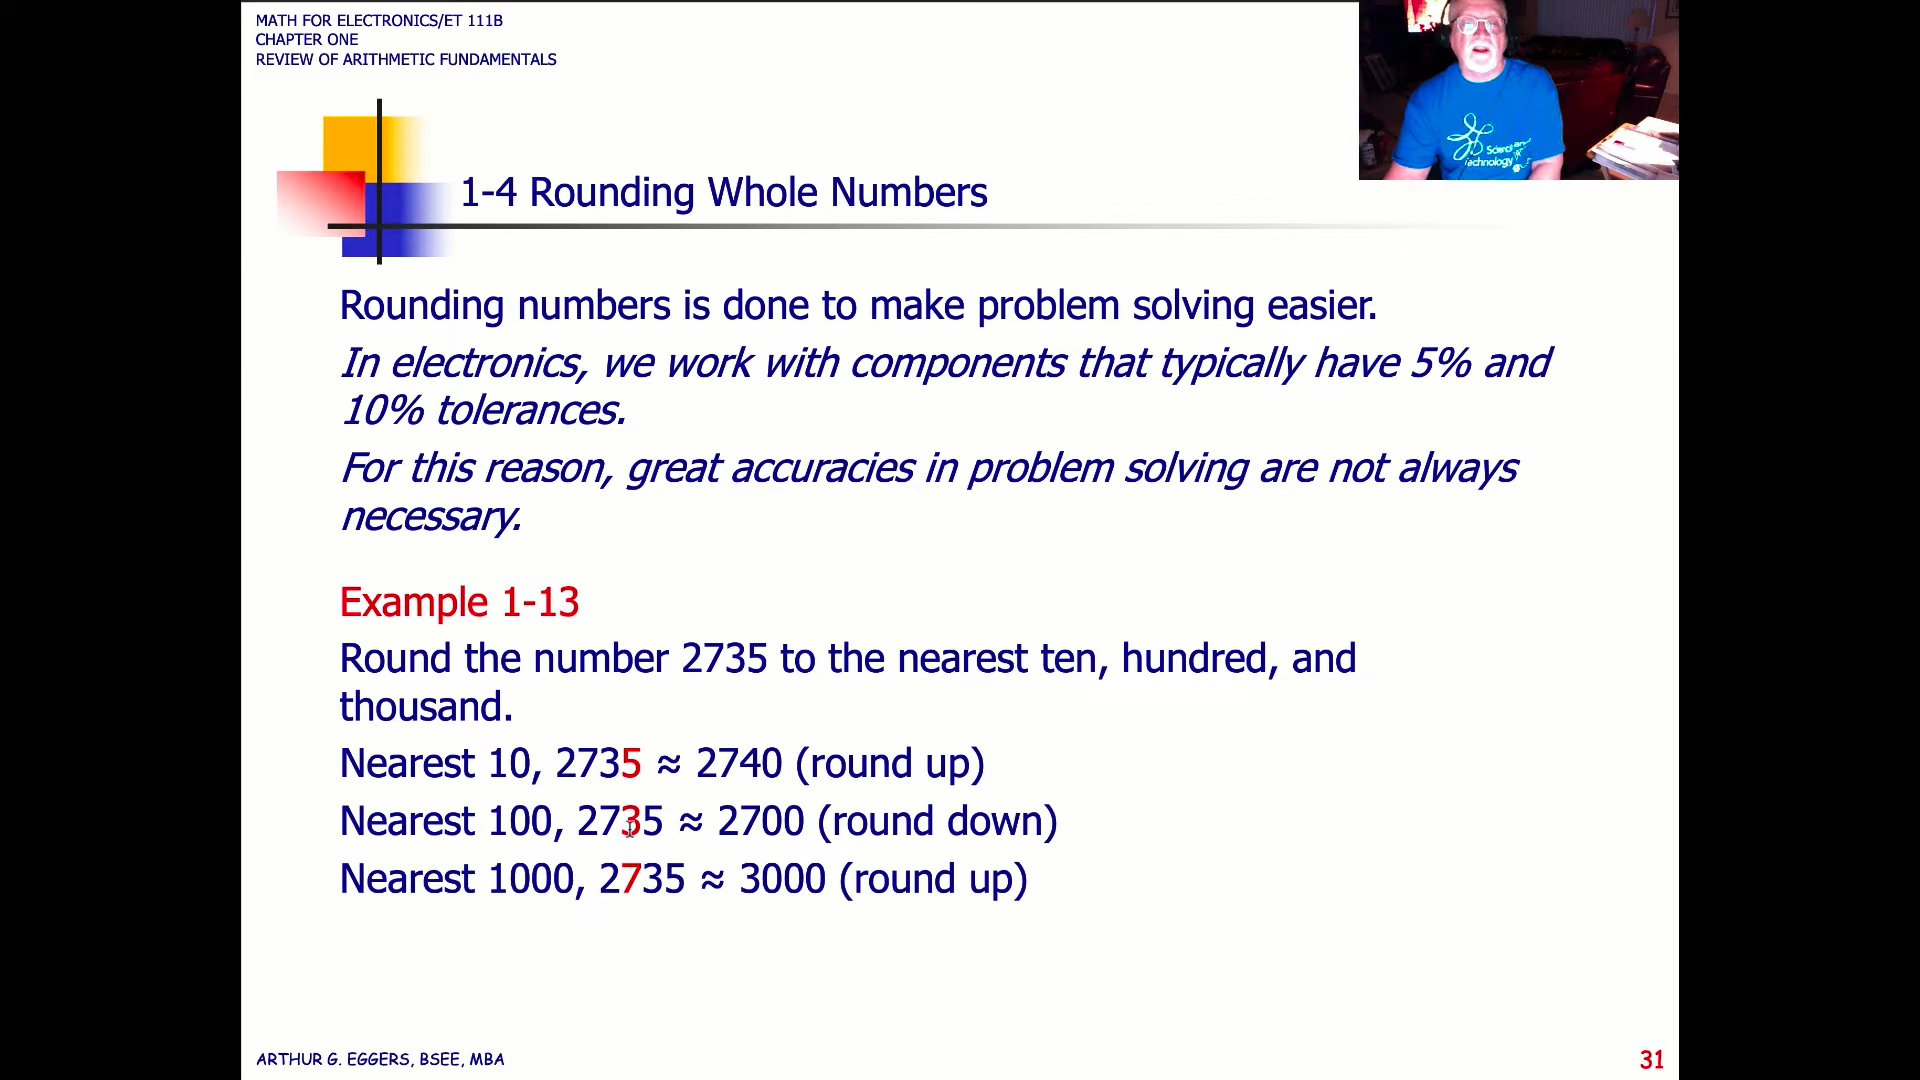 MATH FOR ELECTRONICS/ET 111B
CHAPTER ONE
REVIEW OF ARITHMETIC FUNDAMENTALS
1-4 Rounding Whole Numbers
Rounding numbers is done to make problem solving easier.
In electronics, we work with components that typically have 5% and
10% tolerances.
For this reason, great accuracies in problem solving are not always
necessary.
Example 1-13
Round the number 2735 to the nearest ten, hundred, and
thousand.
Nearest 10, 2735 ≈ 2740 (round up)
Nearest 100, 2735 ≈ 2700 (round down)
Nearest 1000, 2735 ≈ 3000 (round up)
ARTHUR G. EGGERS, BSEE, MBA
31